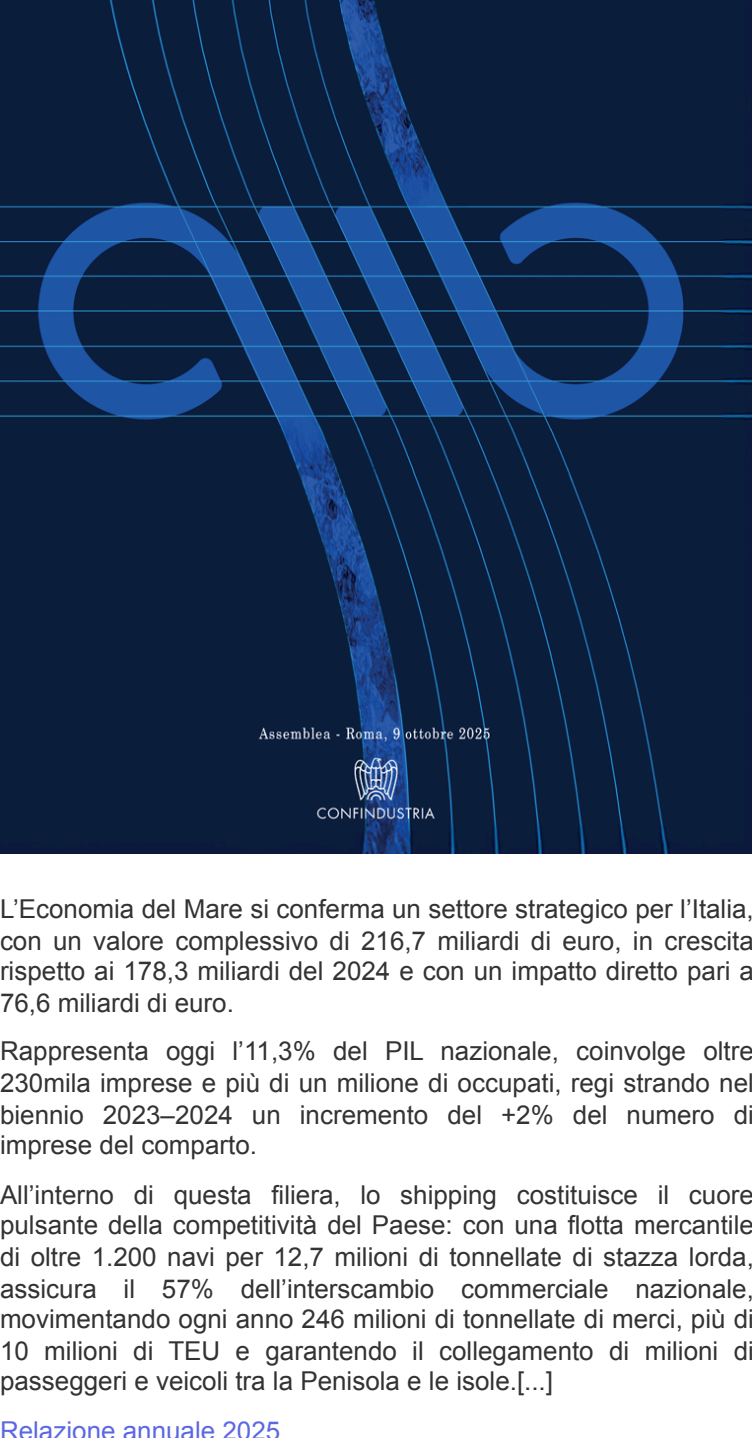 Assemblea - Roma, 9 ottobre 2025
CONFINDUSTRIA
L’Economia del Mare si conferma un settore strategico per l’Italia,
con un valore complessivo di 216,7 miliardi di euro, in crescita
rispetto ai 178,3 miliardi del 2024 e con un impatto diretto pari a
76,6 miliardi di euro.
Rappresenta oggi l’11,3% del PIL nazionale, coinvolge oltre
230mila imprese e più di un milione di occupati, regi strando nel
biennio 2023–2024 un incremento del +2% del numero di
imprese del comparto.
All’interno di questa filiera, lo shipping costituisce il cuore
pulsante della competitività del Paese: con una flotta mercantile
di oltre 1.200 navi per 12,7 milioni di tonnellate di stazza lorda,
assicura il 57% dell’interscambio commerciale nazionale,
movimentando ogni anno 246 milioni di tonnellate di merci, più di
10 milioni di TEU e garantendo il collegamento di milioni di
passeggeri e veicoli tra la Penisola e le isole.[...]
Relazione annuale 2025